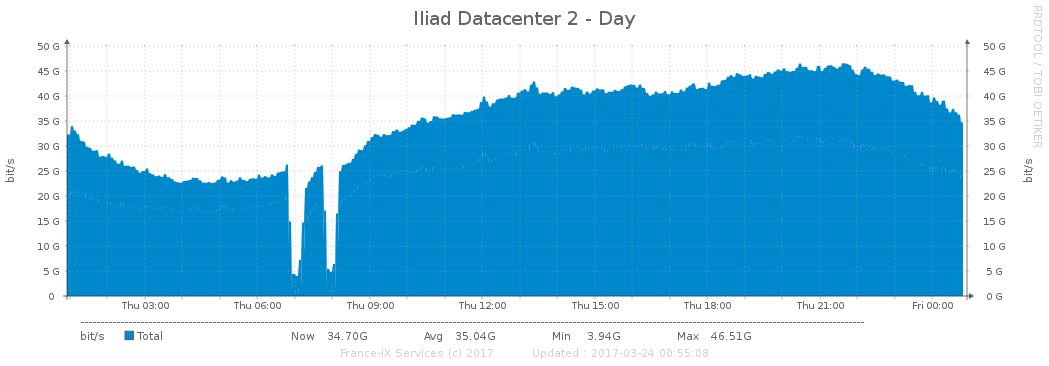 Iliad Datacenter 2 - Day
RRDTOOL / TOBI OETIKER
50 G 50 G
45 G 45 G
40 G 40 G
35 G 35 G
30 G 30 G
25 G 25 G
20 G 20 G
15 G 15 G
10 G 10 G
5 G 5 G
0 0 G
bit/s bit/s
Thu 03:00 Thu 06:00 Thu 09:00 Thu 12:00 Thu 15:00 Thu 18:00 Thu 21:00 Fri 00:00
bit/s Total Now 34.70G Avg 35.04G Min 3.94G Max 46.51G
France-IX Services (c) 2017 Updated : 2017-03-24 00:55:08